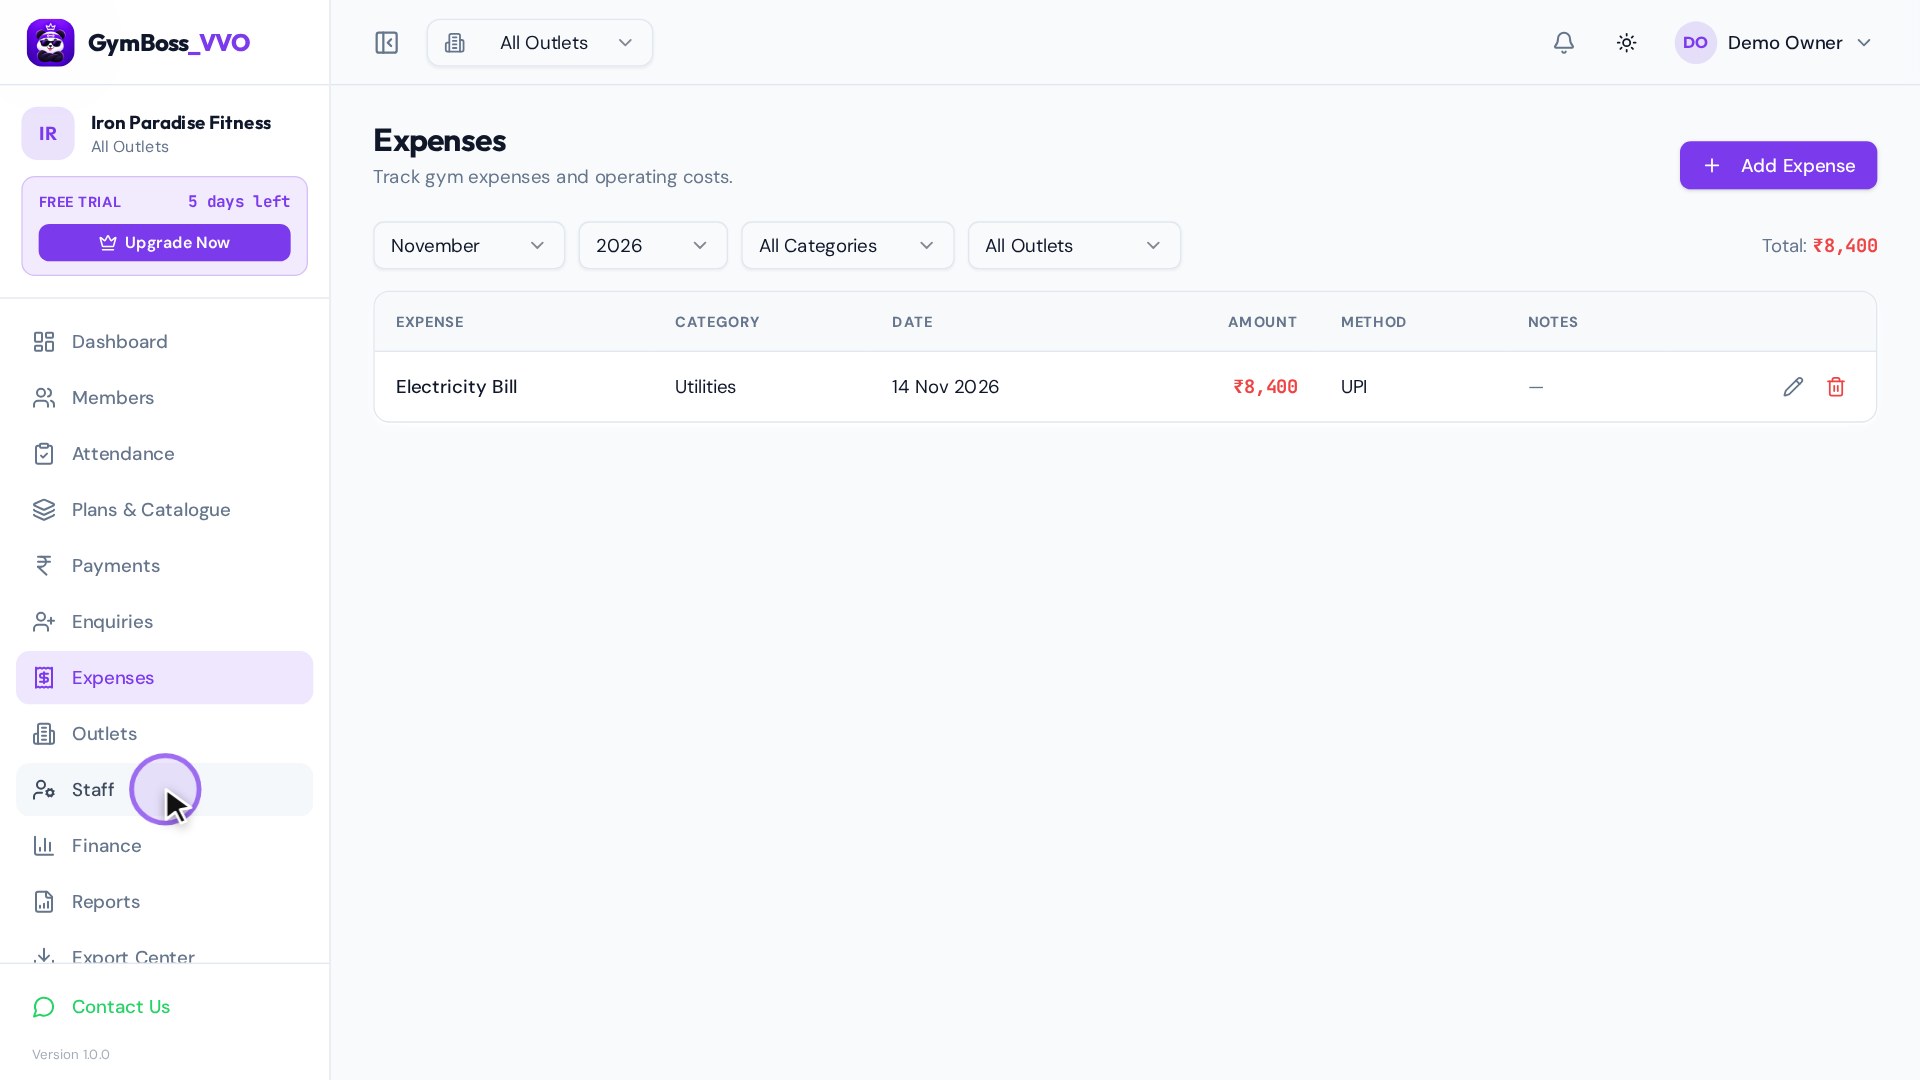 GymBoss_VVO
All Outlets
DO
Demo Owner
IR
Iron Paradise Fitness
All Outlets
FREE TRIAL
5 days left
Upgrade Now
Dashboard
Members
Attendance
Plans & Catalogue
Payments
Enquiries
Expenses
Outlets
Staff
Finance
Reports
Export Center
Contact Us
Version 1.0.0
Expenses
Track gym expenses and operating costs.
+ Add Expense
November
2026
All Categories
All Outlets
Total: ₹8,400
EXPENSE CATEGORY DATE AMOUNT METHOD NOTES
Electricity Bill Utilities 14 Nov 2026 ₹8,400 UPI —